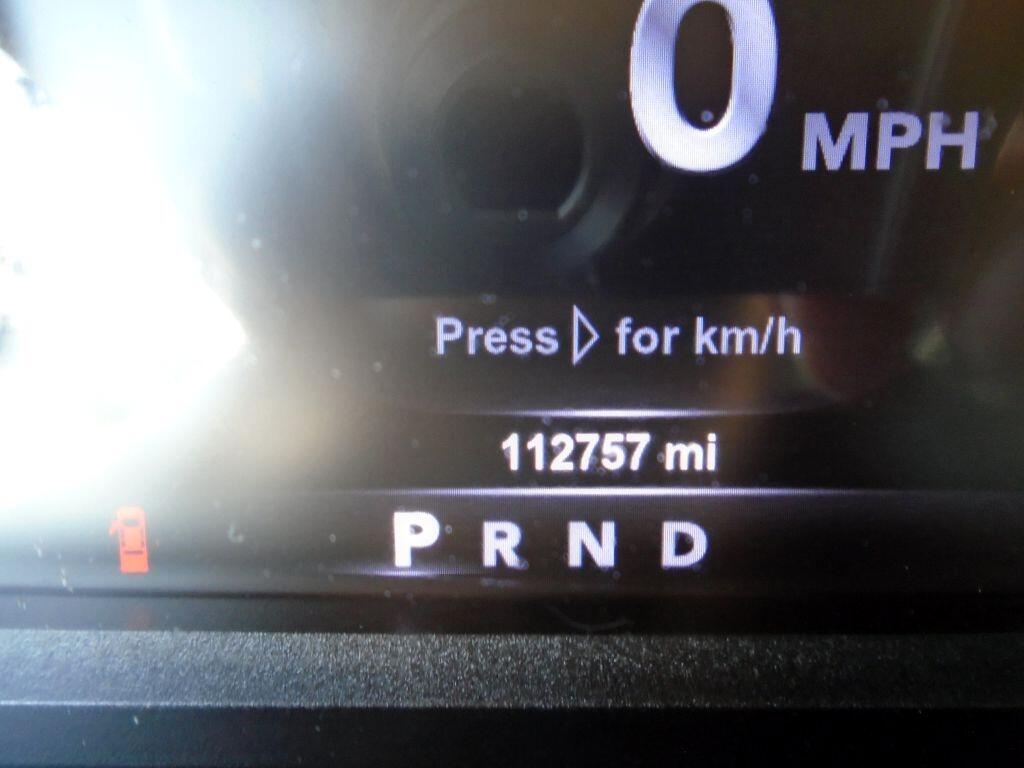 0 MPH
Press ▷ for km/h
112757 mi
P R N D